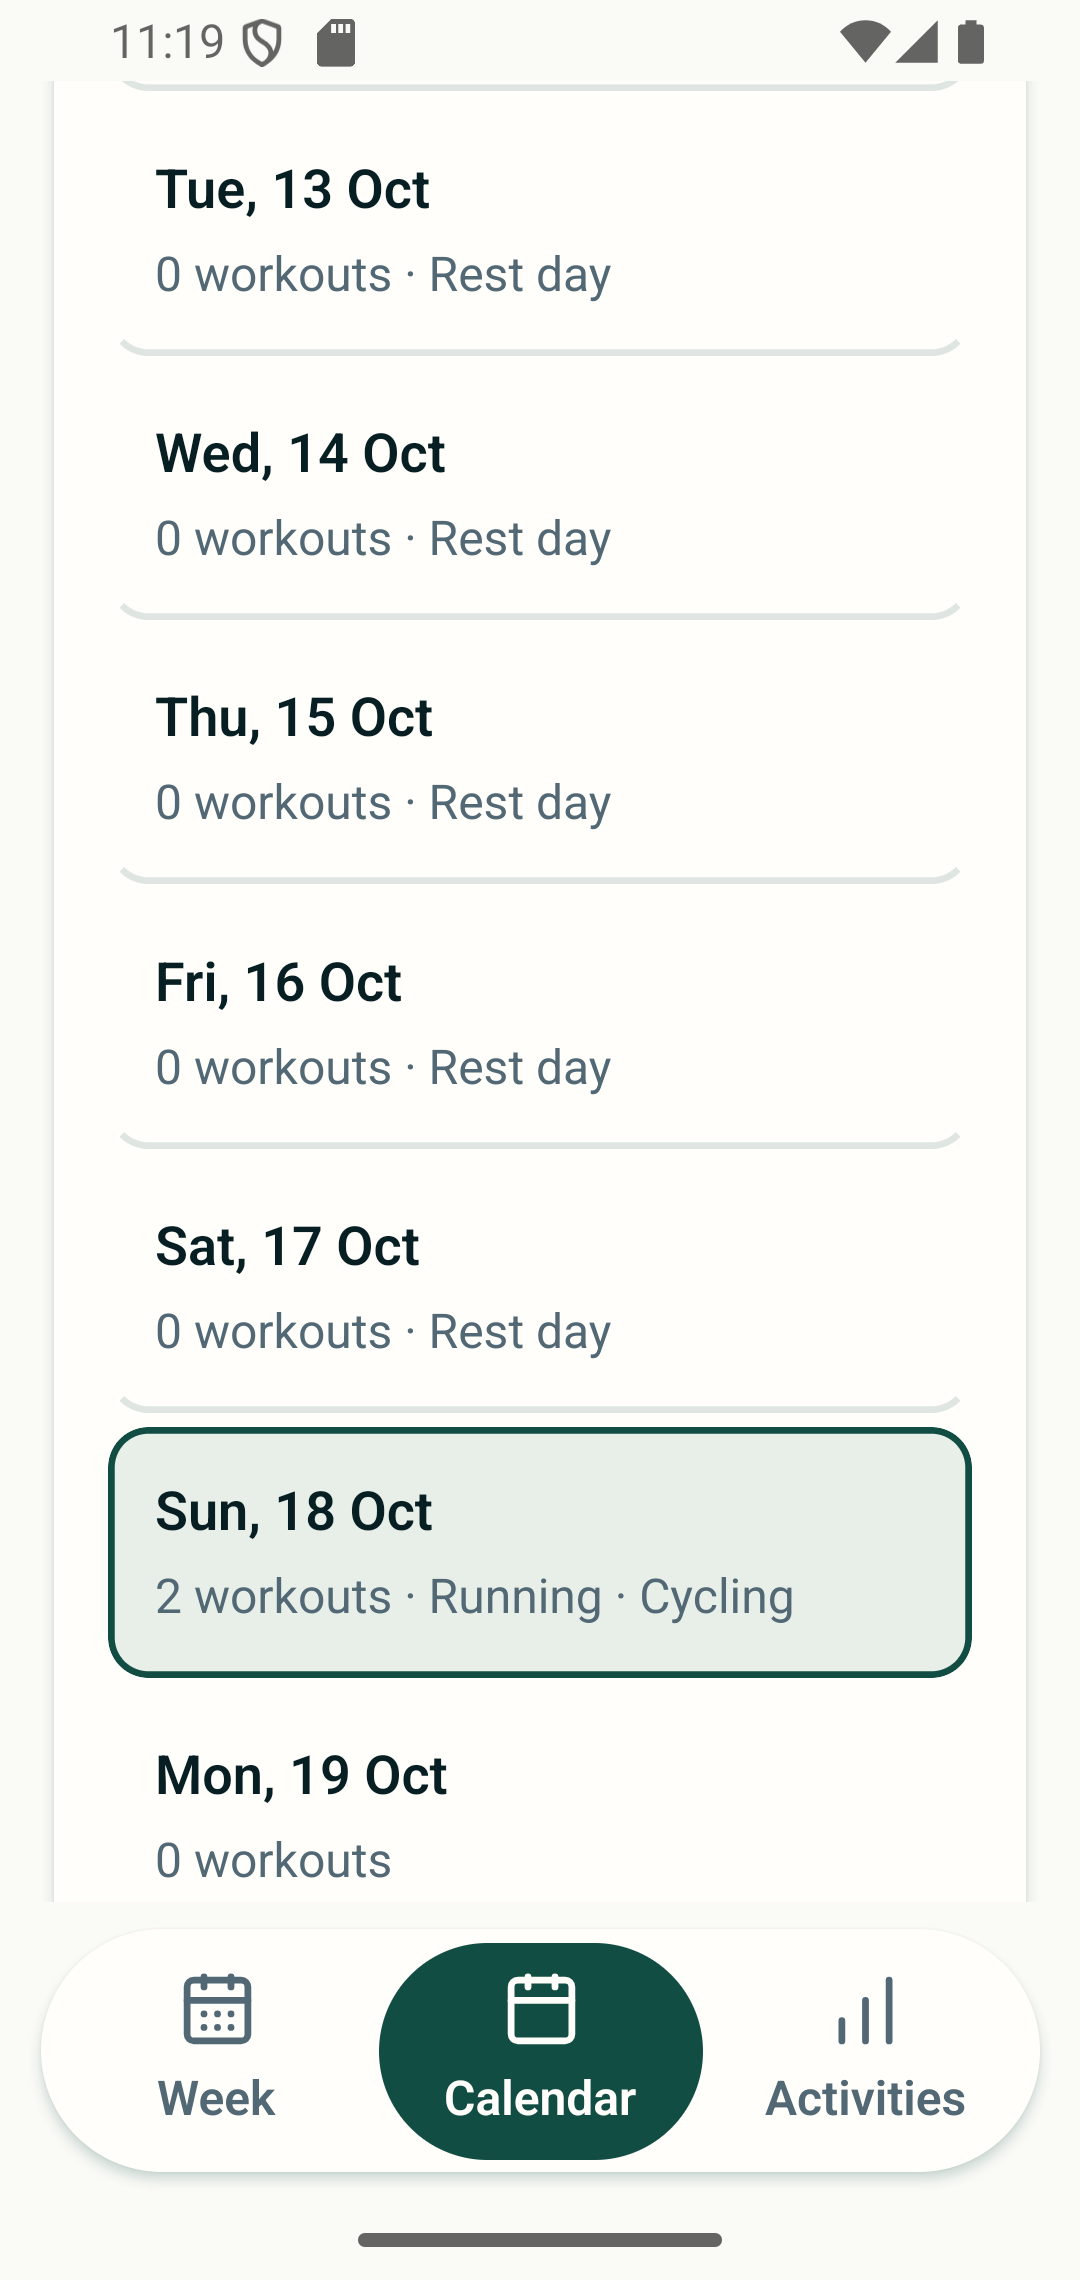 11:19
Tue, 13 Oct
0 workouts · Rest day
Wed, 14 Oct
0 workouts · Rest day
Thu, 15 Oct
0 workouts · Rest day
Fri, 16 Oct
0 workouts · Rest day
Sat, 17 Oct
0 workouts · Rest day
Sun, 18 Oct
2 workouts · Running · Cycling
Mon, 19 Oct
0 workouts
Week
Calendar
Activities